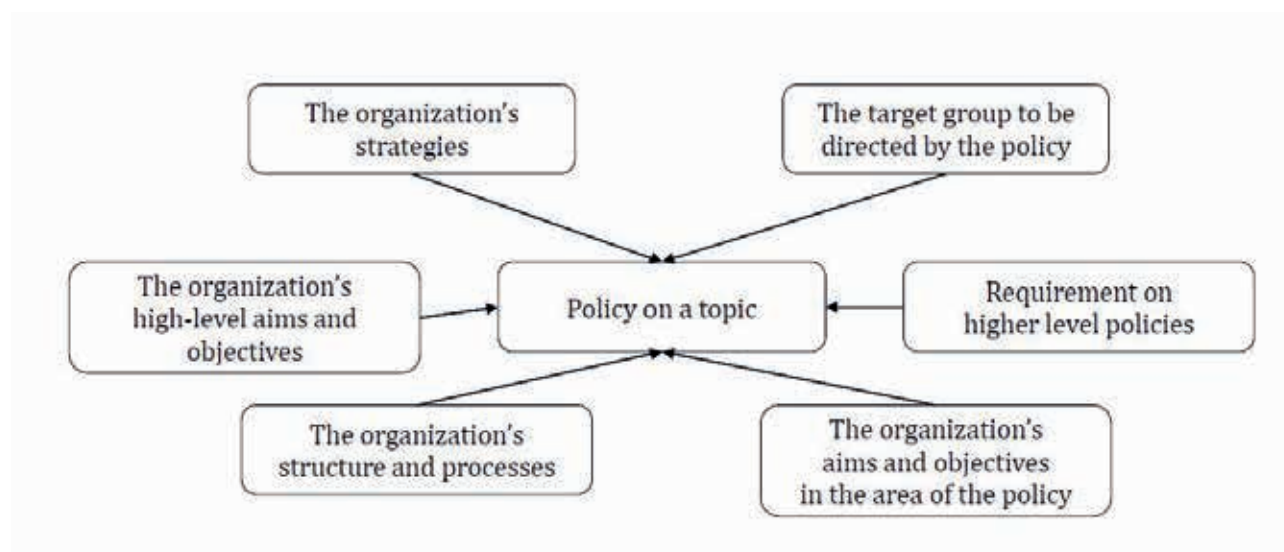 The organization's
strategies
The target group to be
directed by the policy
The organization's
high-level aims and
objectives
Policy on a topic
Requirement on
higher level policies
The organization's
structure and processes
The organization's
aims and objectives
in the area of the policy